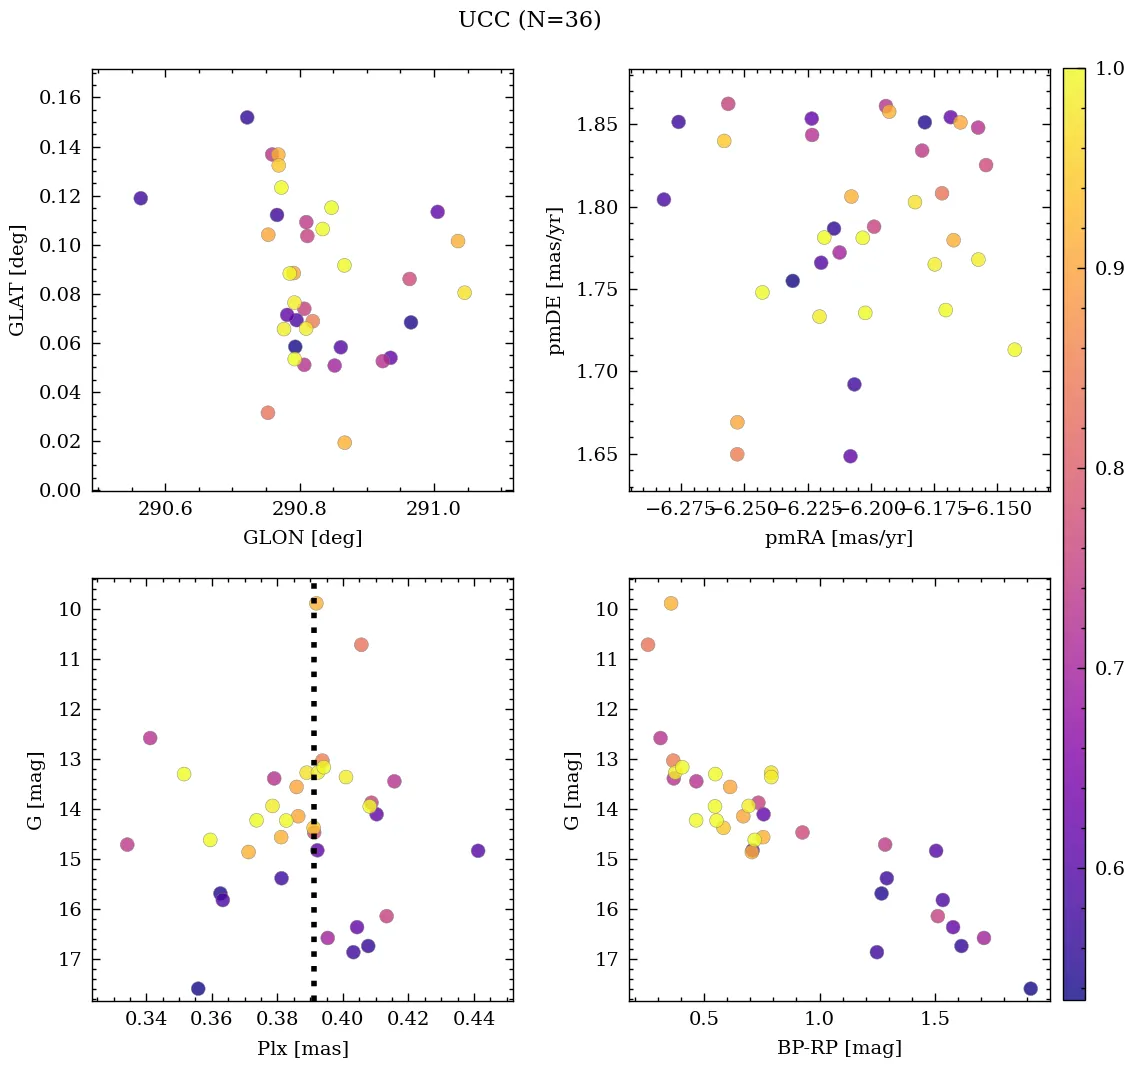 UCC (N=36)
0.16
0.14
0.12
0.10
0.08
0.06
0.04
0.02
0.00
GLAT [deg]
290.6 290.8 291.0
GLON [deg]
1.85
1.80
1.75
1.70
1.65
pmDE [mas/yr]
−6.275 −6.250 −6.225 −6.200 −6.175 −6.150
pmRA [mas/yr]
10
11
12
13
14
15
16
17
G [mag]
0.34 0.36 0.38 0.40 0.42 0.44
Plx [mas]
10
11
12
13
14
15
16
17
G [mag]
0.5 1.0 1.5
BP-RP [mag]
1.0
0.9
0.8
0.7
0.6